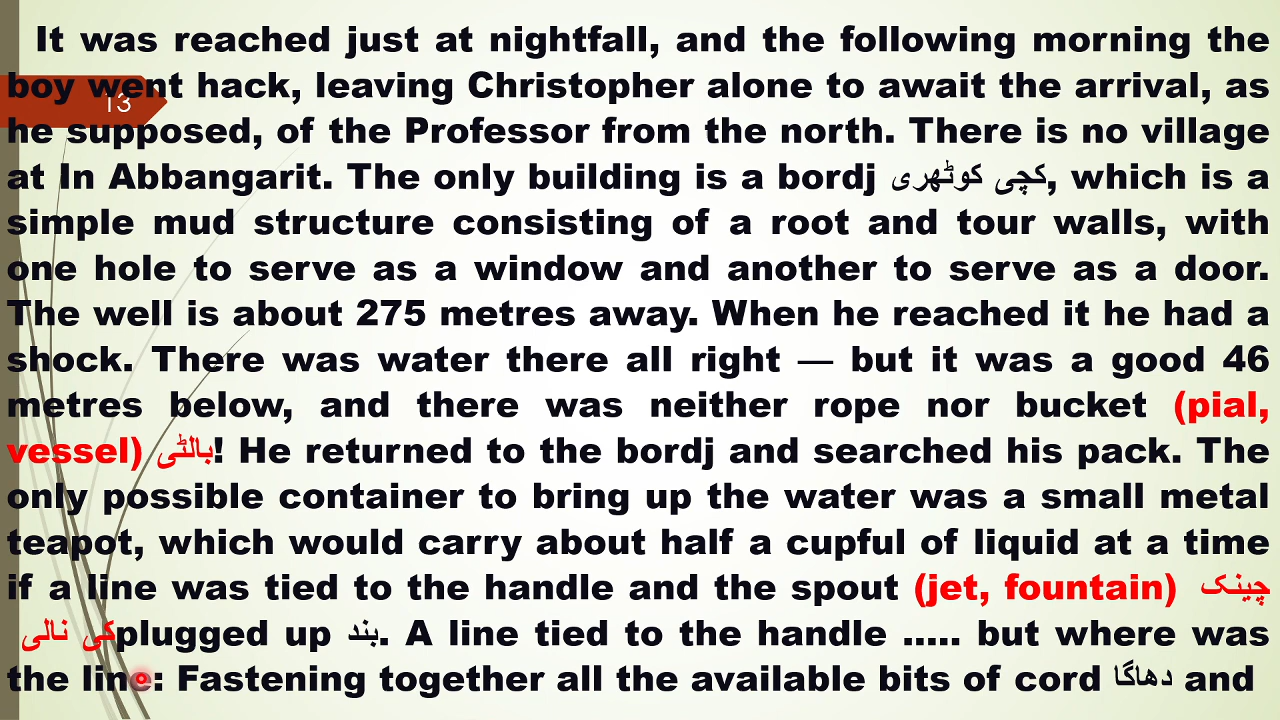 It was reached just at nightfall, and the following morning the
boy went hack, leaving Christopher alone to await the arrival, as
13
he supposed, of the Professor from the north. There is no village
at In Abbangarit. The only building is a bordj کچی کوٹھری, which is a
simple mud structure consisting of a root and tour walls, with
one hole to serve as a window and another to serve as a door.
The well is about 275 metres away. When he reached it he had a
shock. There was water there all right — but it was a good 46
metres below, and there was neither rope nor bucket (pial,
vessel) بالٹی! He returned to the bordj and searched his pack. The
only possible container to bring up the water was a small metal
teapot, which would carry about half a cupful of liquid at a time
if a line was tied to the handle and the spout (jet, fountain) چینک
کی نالی plugged up بند. A line tied to the handle ..... but where was
the line: Fastening together all the available bits of cord دھاگا and